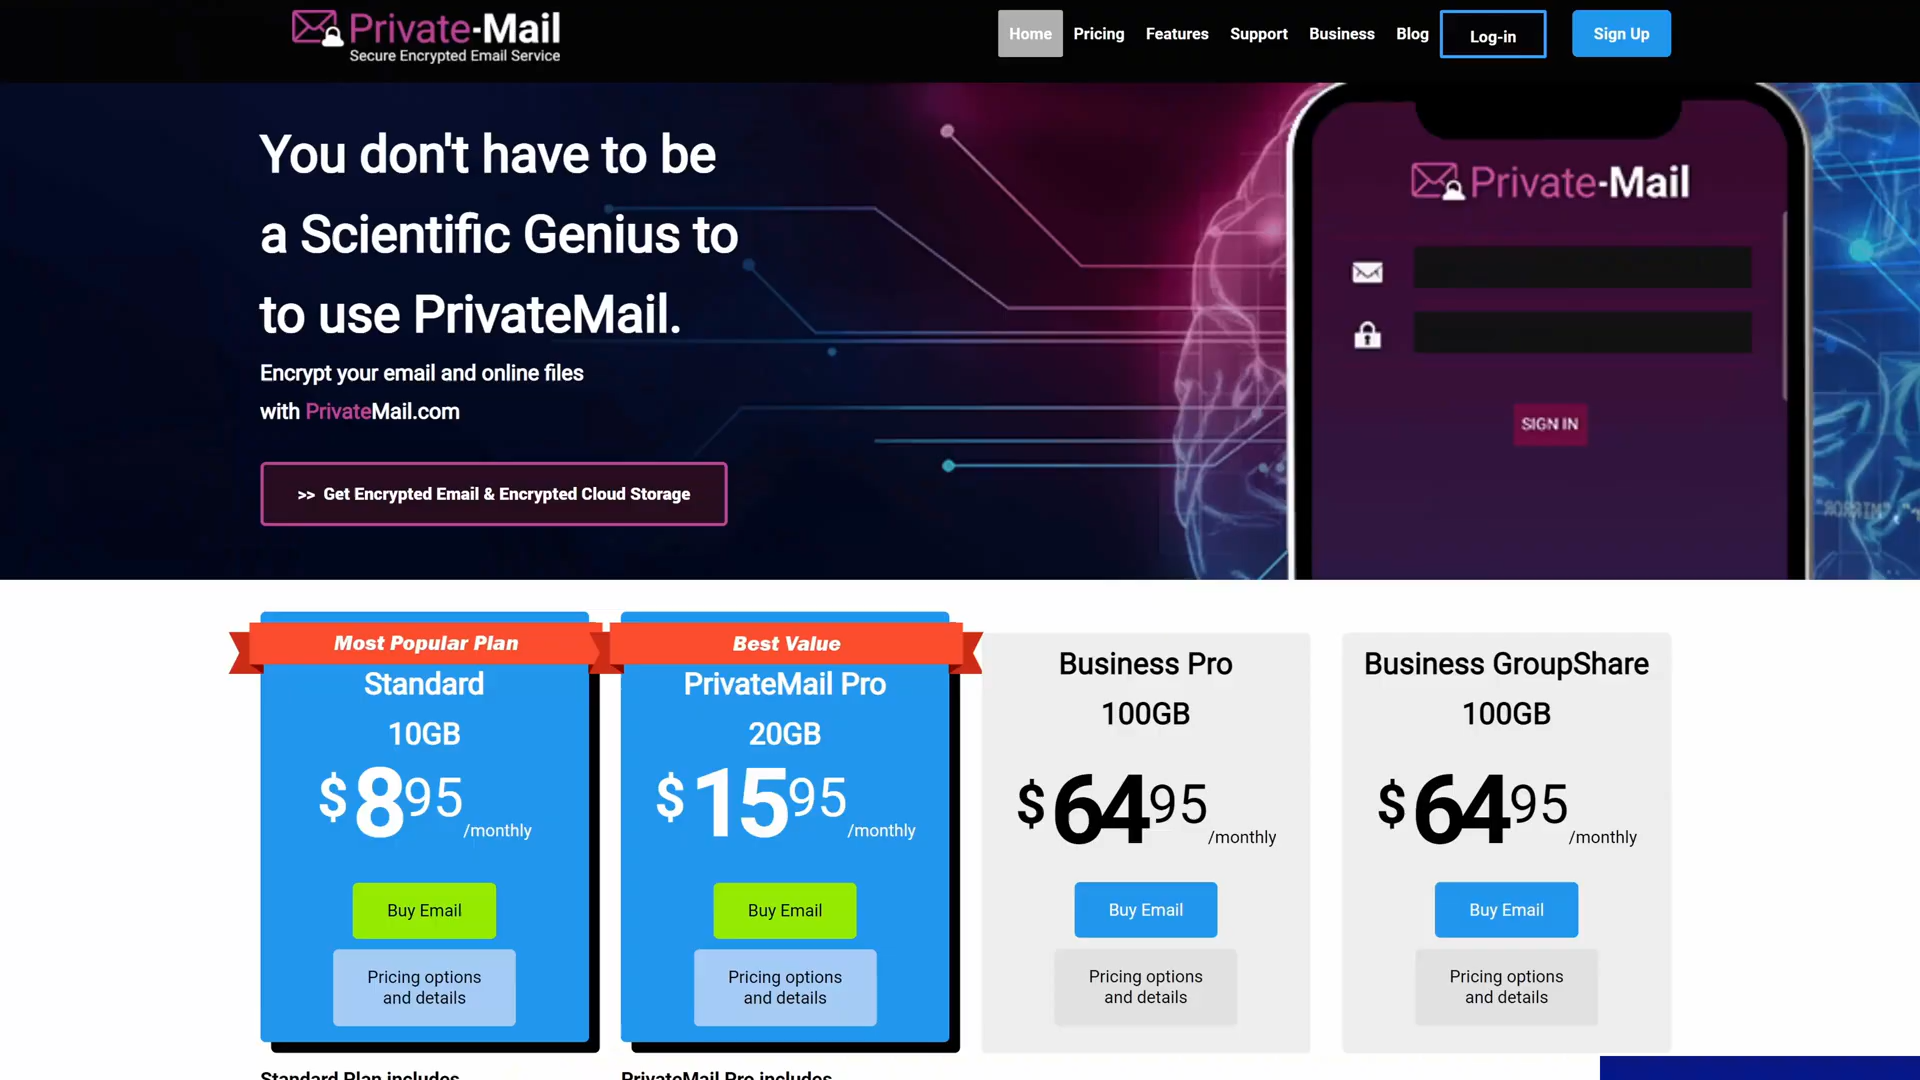 Private-Mail
Secure Encrypted Email Service
Home Pricing Features Support Business Blog Log-in Sign Up
You don't have to be
a Scientific Genius to
to use PrivateMail.
Encrypt your email and online files
with PrivateMail.com
>> Get Encrypted Email & Encrypted Cloud Storage
Private-Mail
SIGN IN
Most Popular Plan
Standard
10GB
$895/monthly
Buy Email
Pricing options
and details
Best Value
PrivateMail Pro
20GB
$1595/monthly
Buy Email
Pricing options
and details
Business Pro
100GB
$6495/monthly
Buy Email
Pricing options
and details
Business GroupShare
100GB
$6495/monthly
Buy Email
Pricing options
and details
Standard Plan includes
PrivateMail Pro includes